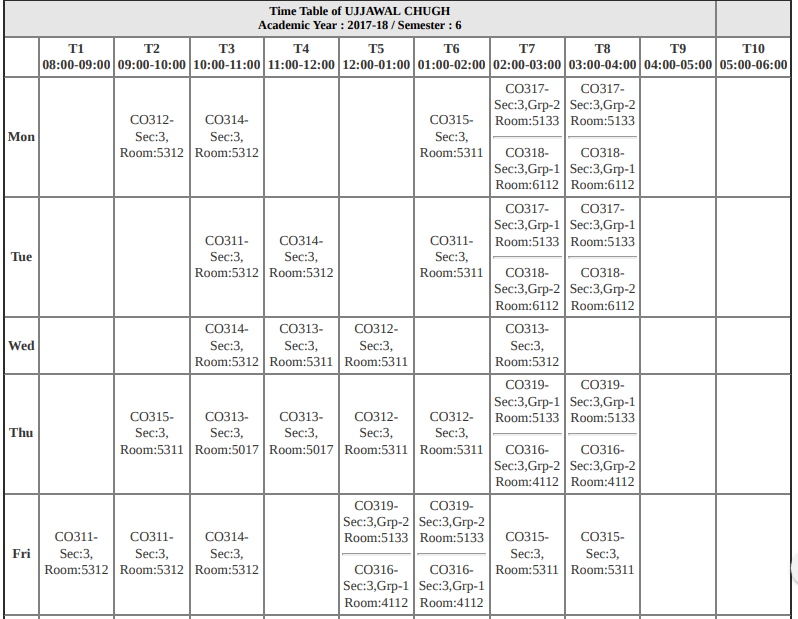 Time Table of UJJAWAL CHUGH
Academic Year : 2017-18 / Semester : 6
T1 T2 T3 T4 T5 T6 T7 T8 T9 T10
08:00-09:00 09:00-10:00 10:00-11:00 11:00-12:00 12:00-01:00 01:00-02:00 02:00-03:00 03:00-04:00 04:00-05:00 05:00-06:00
Mon
CO312-
Sec:3,
Room:5312
CO314-
Sec:3,
Room:5312
CO315-
Sec:3,
Room:5311
CO317-
Sec:3,Grp-2
Room:5133
CO318-
Sec:3,Grp-1
Room:6112
CO317-
Sec:3,Grp-2
Room:5133
CO318-
Sec:3,Grp-1
Room:6112
Tue
CO311-
Sec:3,
Room:5312
CO314-
Sec:3,
Room:5312
CO311-
Sec:3,
Room:5311
CO317-
Sec:3,Grp-1
Room:5133
CO318-
Sec:3,Grp-2
Room:6112
CO317-
Sec:3,Grp-1
Room:5133
CO318-
Sec:3,Grp-2
Room:6112
Wed
CO314-
Sec:3,
Room:5312
CO313-
Sec:3,
Room:5311
CO312-
Sec:3,
Room:5311
CO313-
Sec:3,
Room:5312
Thu
CO315-
Sec:3,
Room:5311
CO313-
Sec:3,
Room:5017
CO313-
Sec:3,
Room:5017
CO312-
Sec:3,
Room:5311
CO312-
Sec:3,
Room:5311
CO319-
Sec:3,Grp-1
Room:5133
CO316-
Sec:3,Grp-2
Room:4112
CO319-
Sec:3,Grp-1
Room:5133
CO316-
Sec:3,Grp-2
Room:4112
Fri
CO311-
Sec:3,
Room:5312
CO311-
Sec:3,
Room:5312
CO314-
Sec:3,
Room:5312
CO319-
Sec:3,Grp-2
Room:5133
CO316-
Sec:3,Grp-1
Room:4112
CO319-
Sec:3,Grp-2
Room:5133
CO316-
Sec:3,Grp-1
Room:4112
CO315-
Sec:3,
Room:5311
CO315-
Sec:3,
Room:5311